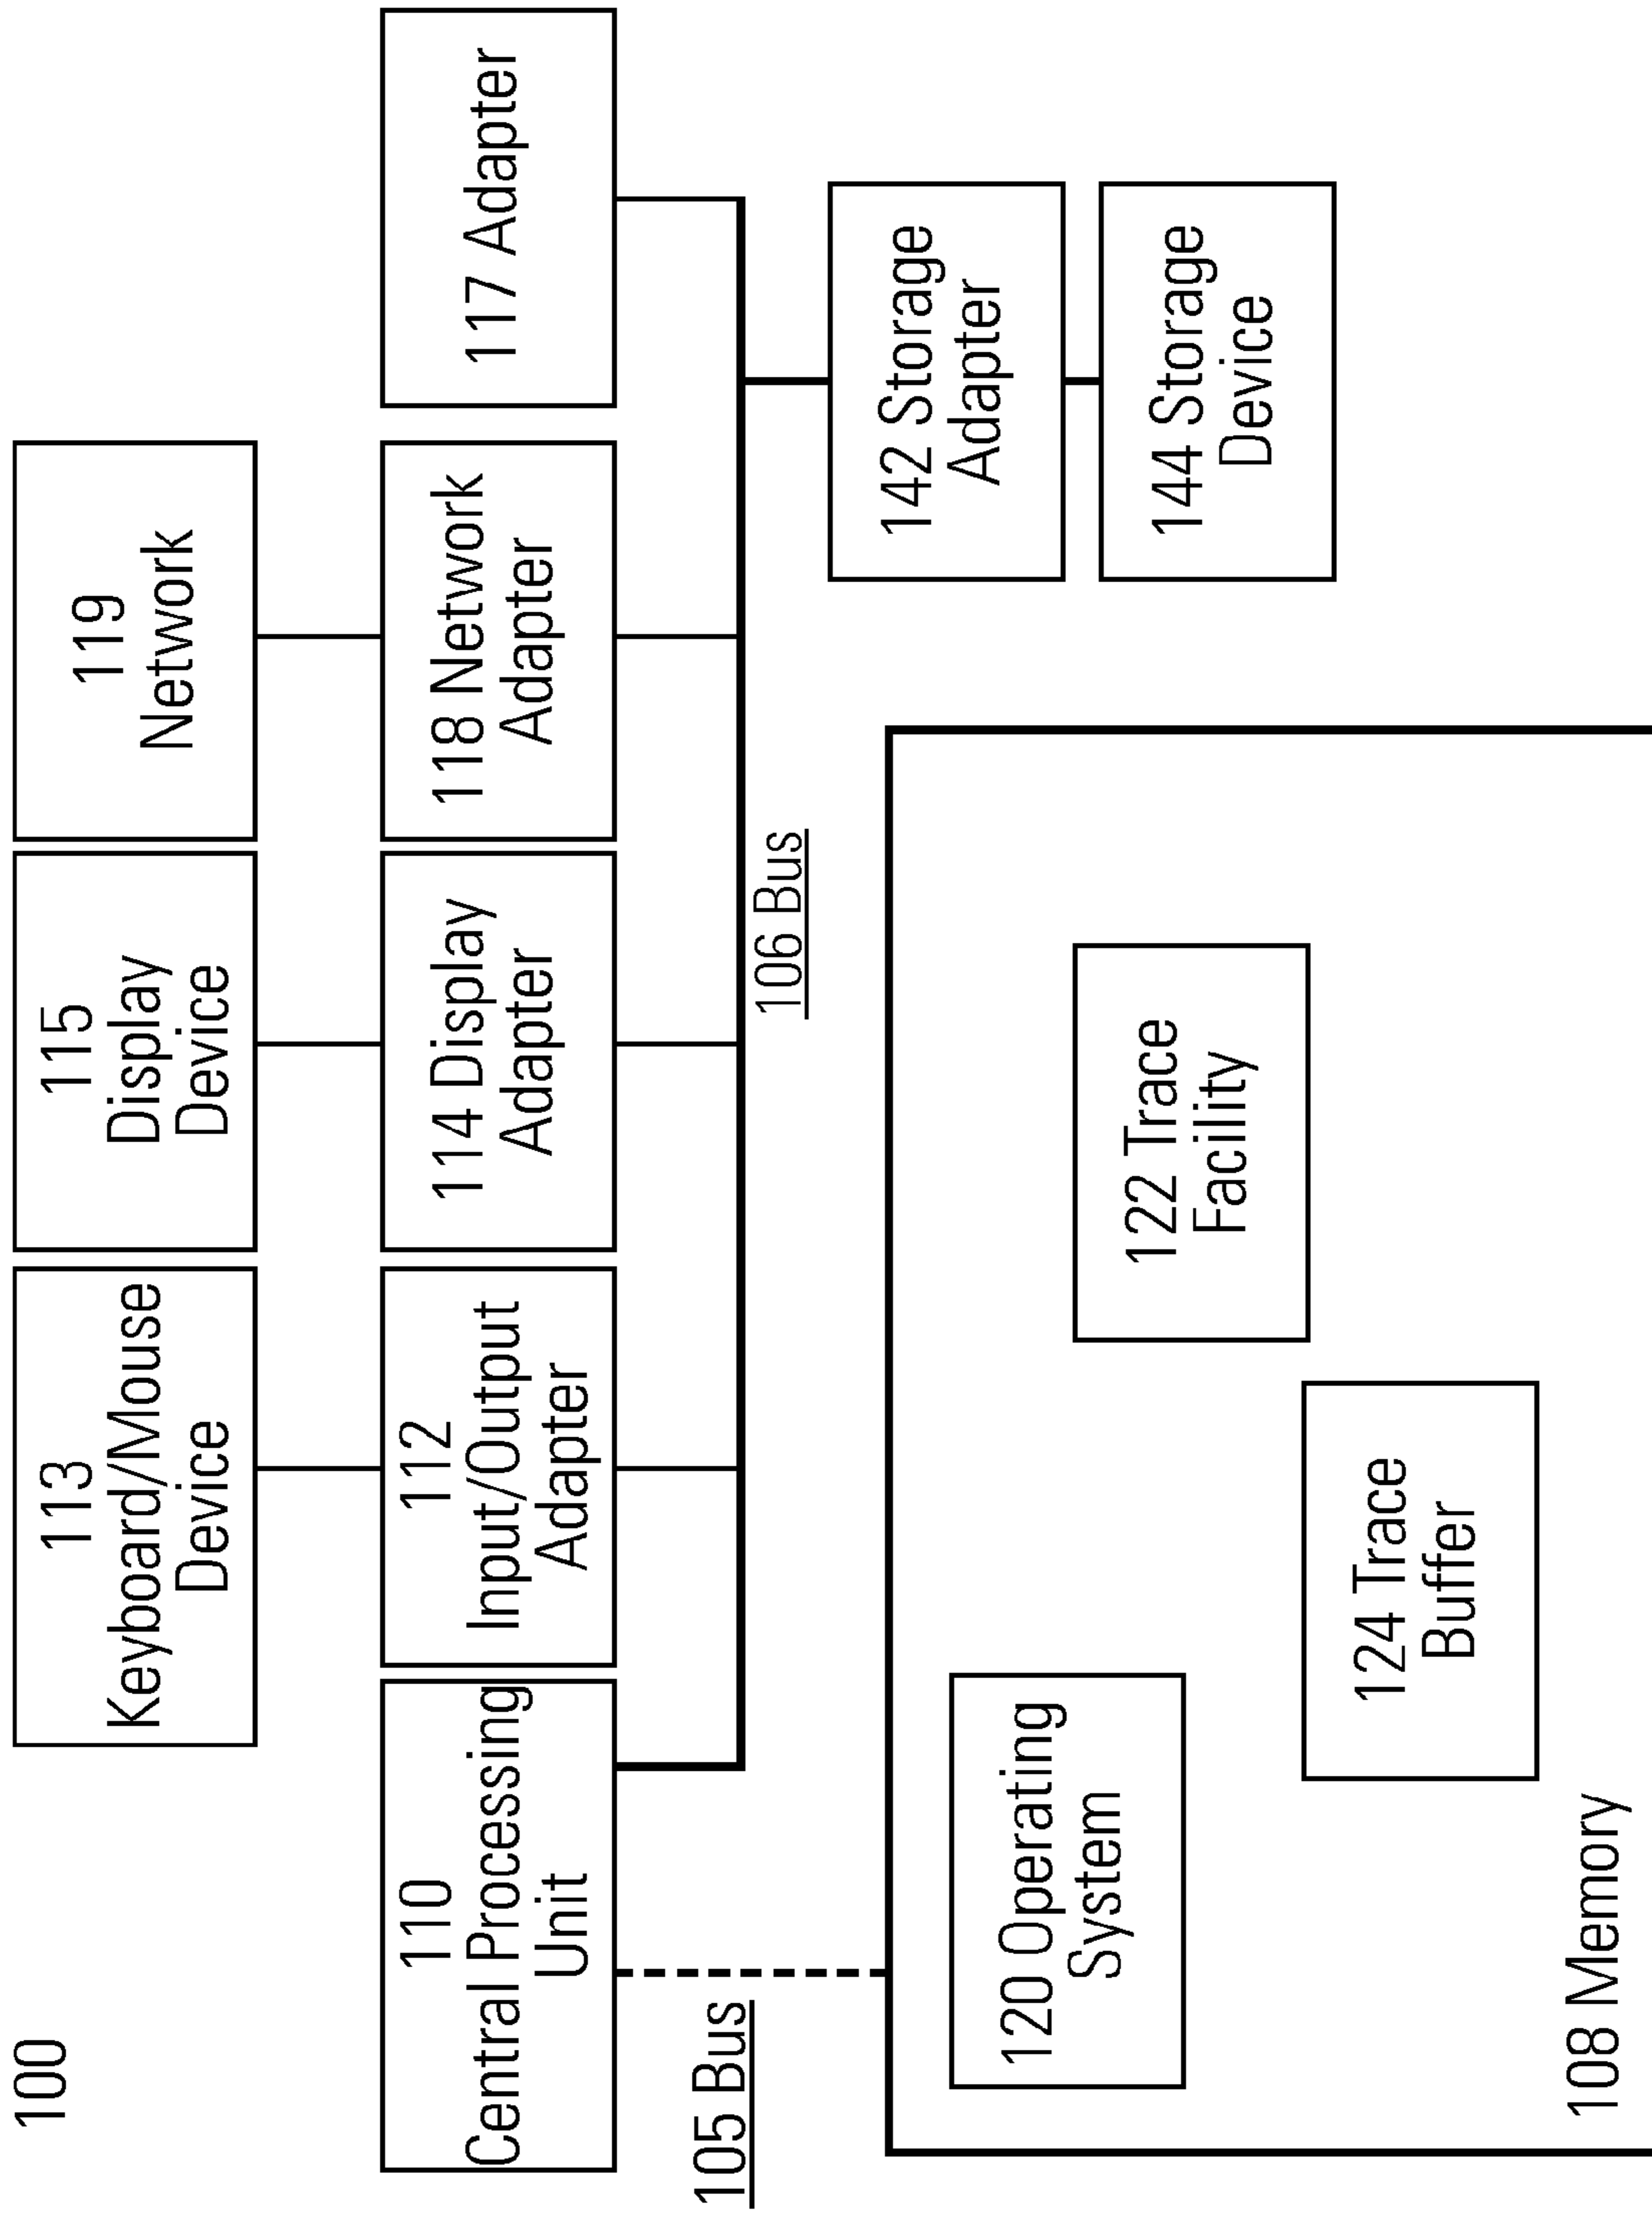 100
113
Keyboard/Mouse
Device
115
Display
Device
119
Network
110
Central Processing
Unit
112
Input/Output
Adapter
114 Display
Adapter
118 Network
Adapter
117 Adapter
105 Bus
106 Bus
142 Storage
Adapter
144 Storage
Device
120 Operating
System
122 Trace
Facility
124 Trace
Buffer
108 Memory